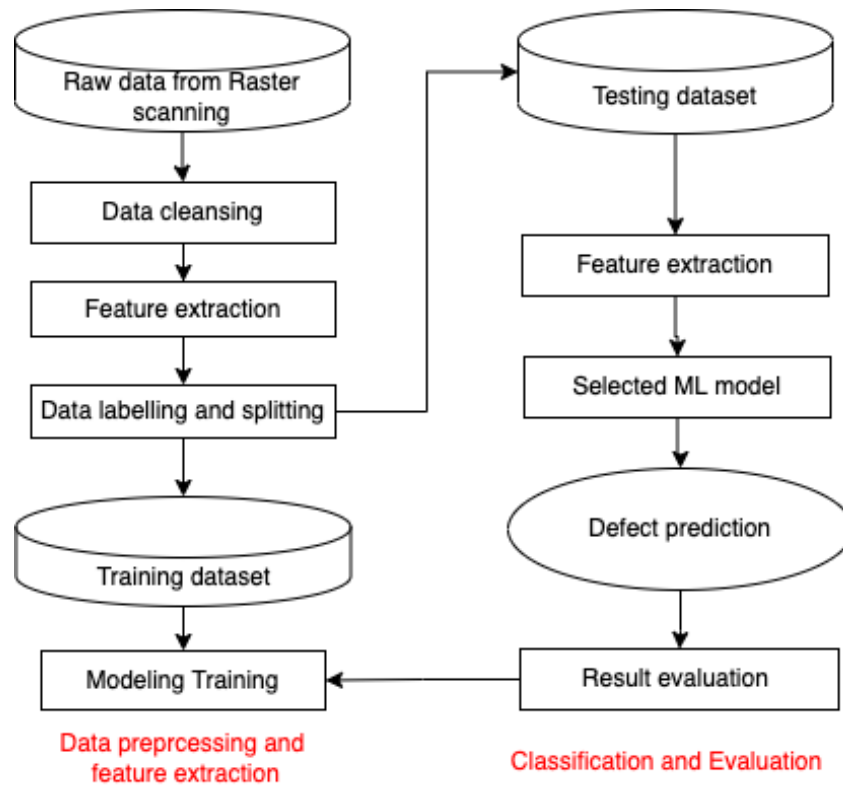 Raw data from Raster
scanning
Data cleansing
Feature extraction
Data labelling and splitting
Training dataset
Modeling Training
Data preprcessing and
feature extraction
Testing dataset
Feature extraction
Selected ML model
Defect prediction
Result evaluation
Classification and Evaluation